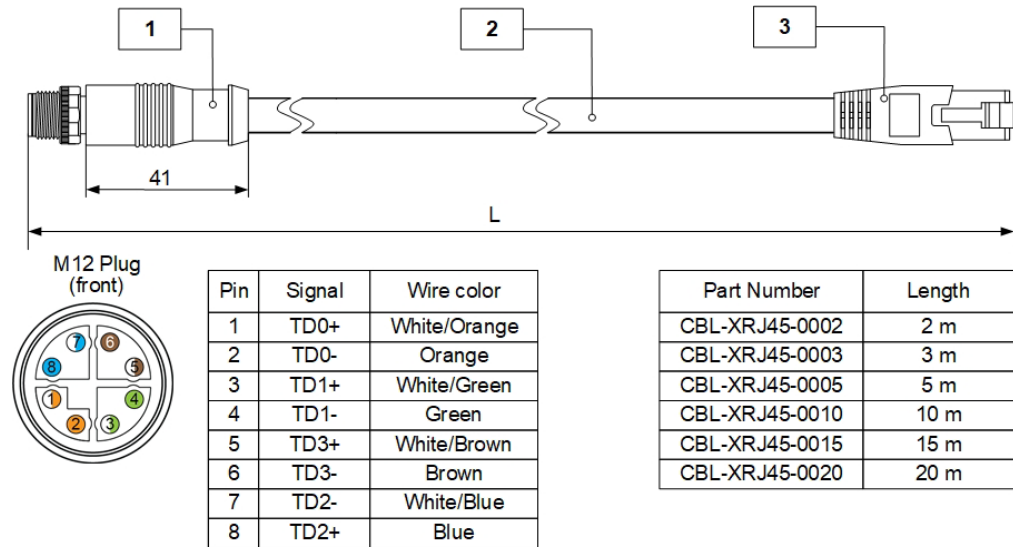 1
2
3
41
L
M12 Plug
(front)
7
6
8
5
1
4
2
3
Pin Signal Wire color
1 TD0+ White/Orange
2 TD0- Orange
3 TD1+ White/Green
4 TD1- Green
5 TD3+ White/Brown
6 TD3- Brown
7 TD2- White/Blue
8 TD2+ Blue
Part Number Length
CBL-XRJ45-0002 2 m
CBL-XRJ45-0003 3 m
CBL-XRJ45-0005 5 m
CBL-XRJ45-0010 10 m
CBL-XRJ45-0015 15 m
CBL-XRJ45-0020 20 m